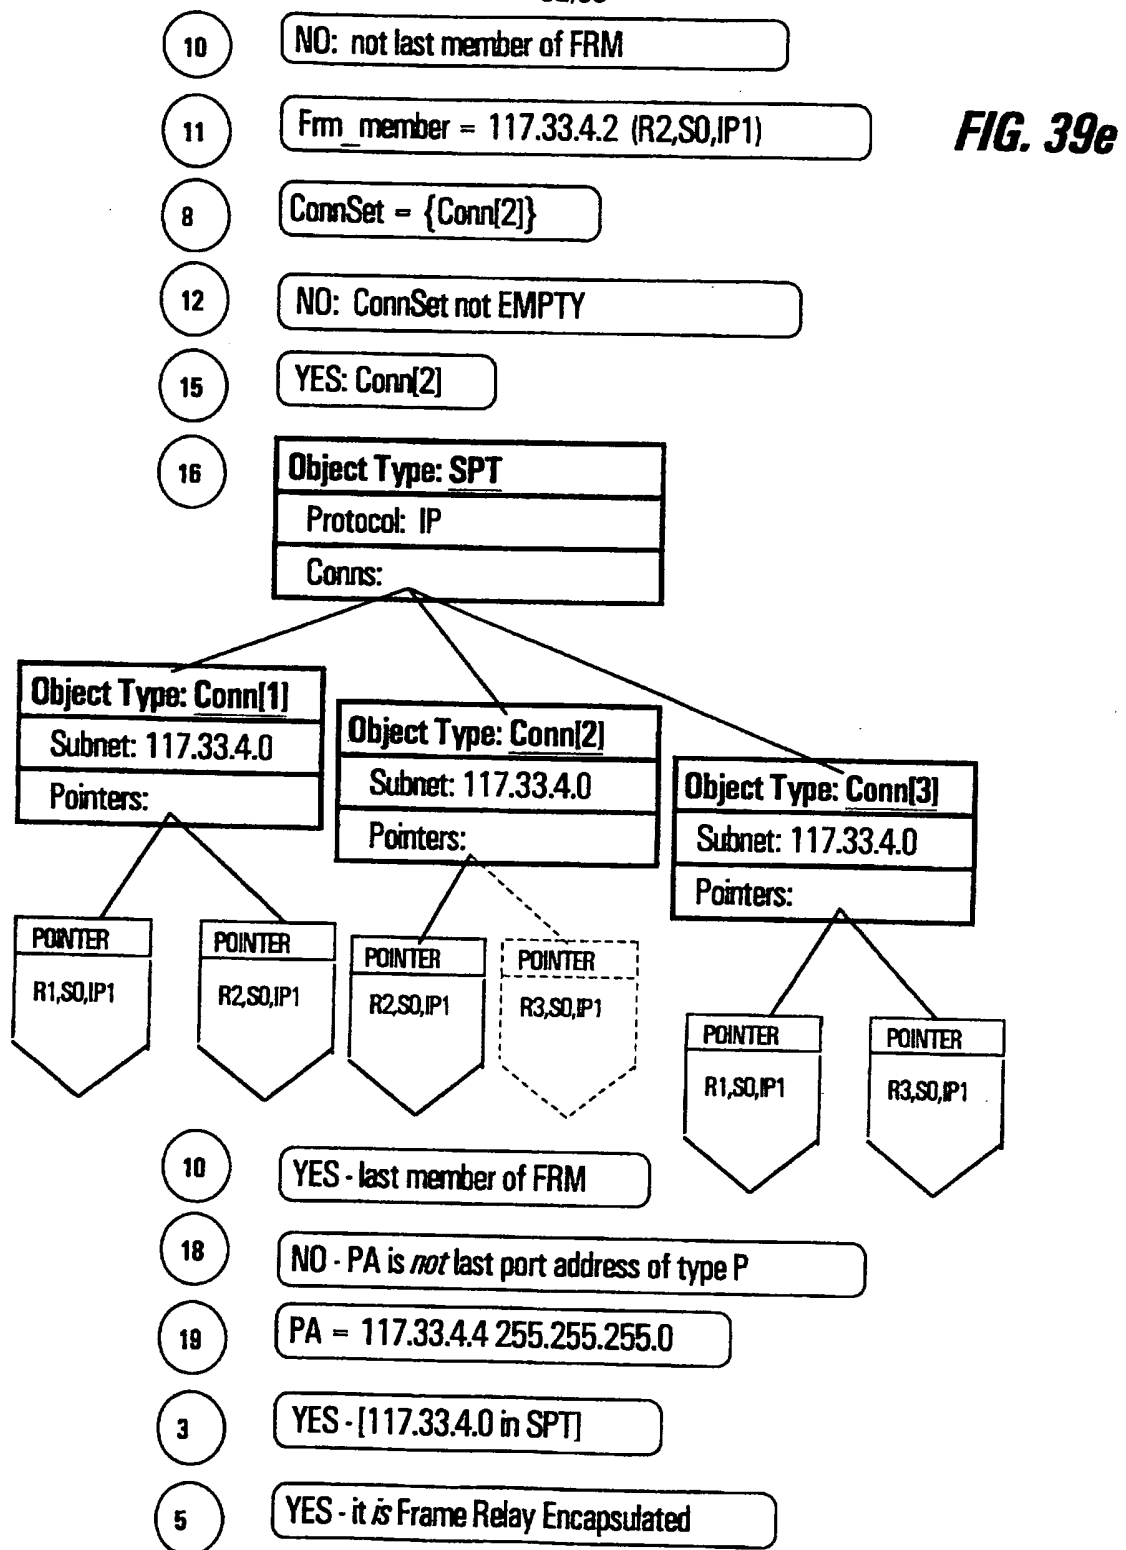 10
NO: not last member of FRM
11
Frm_member = 117.33.4.2 (R2,S0,IP1)
FIG. 39e
8
ConnSet = {Conn[2]}
12
NO: ConnSet not EMPTY
15
YES: Conn[2]
16
Object Type: SPT
Protocol: IP
Conns:
Object Type: Conn[1]
Subnet: 117.33.4.0
Pointers:
Object Type: Conn[2]
Subnet: 117.33.4.0
Pointers:
Object Type: Conn[3]
Subnet: 117.33.4.0
Pointers:
POINTER
R1,S0,IP1
POINTER
R2,S0,IP1
POINTER
R2,S0,IP1
POINTER
R3,S0,IP1
POINTER
R1,S0,IP1
POINTER
R3,S0,IP1
10
YES - last member of FRM
18
NO - PA is not last port address of type P
19
PA = 117.33.4.4 255.255.255.0
3
YES - [117.33.4.0 in SPT]
5
YES - it is Frame Relay Encapsulated